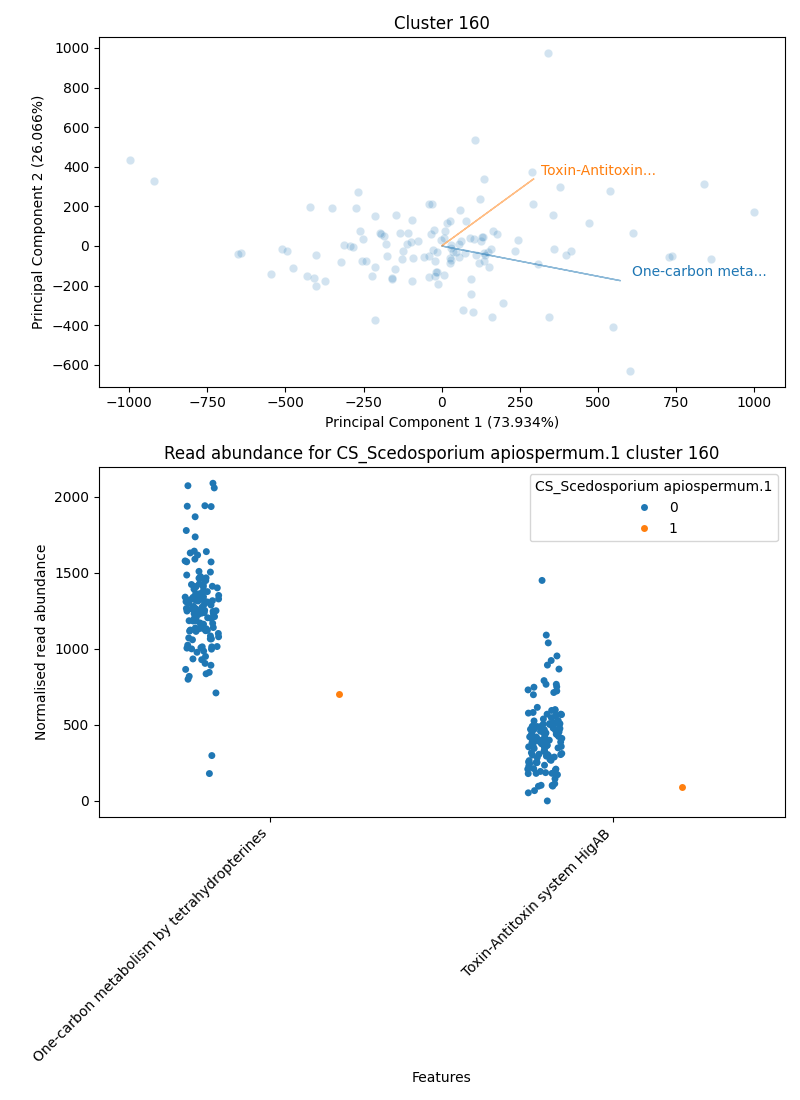 Cluster 160
1000
800
600
400
200
0
−200
−400
−600
Principal Component 2 (26.066%)
Toxin-Antitoxin...
One-carbon meta...
−1000 −750 −500 −250 0 250 500 750 1000
Principal Component 1 (73.934%)
Read abundance for CS_Scedosporium apiospermum.1 cluster 160
2000
1500
1000
500
0
Normalised read abundance
CS_Scedosporium apiospermum.1
0
1
One-carbon metabolism by tetrahydropterines
Toxin-Antitoxin system HigAB
Features